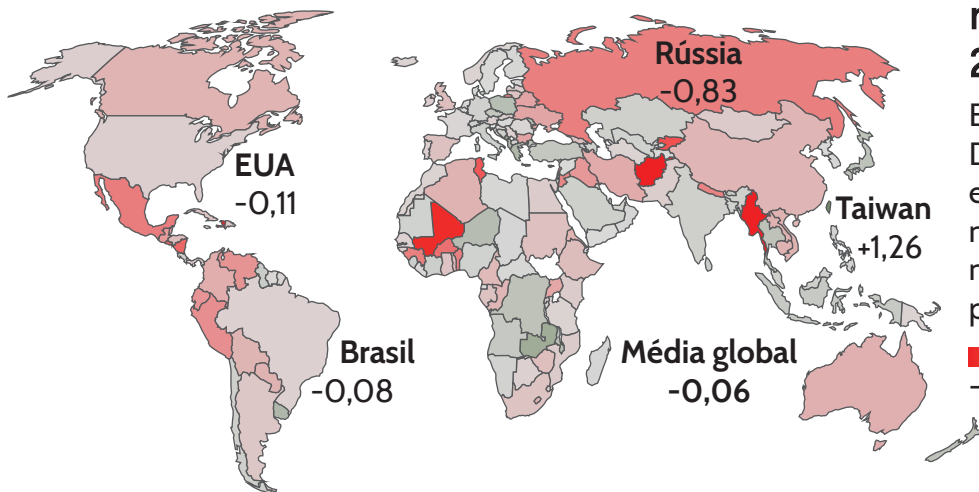 Rússia
-0,83
EUA
-0,11
Taiwan
+1,26
Brasil
-0,08
Média global
-0,06